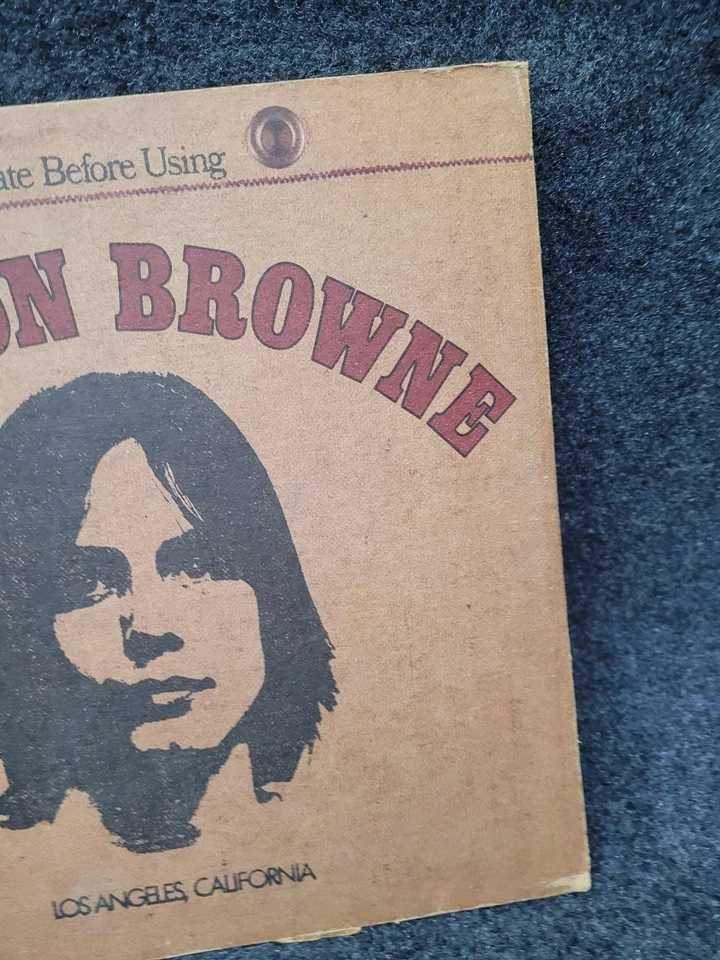 ate Before Using
ON BROWNE
LOS ANGELES, CALIFORNIA